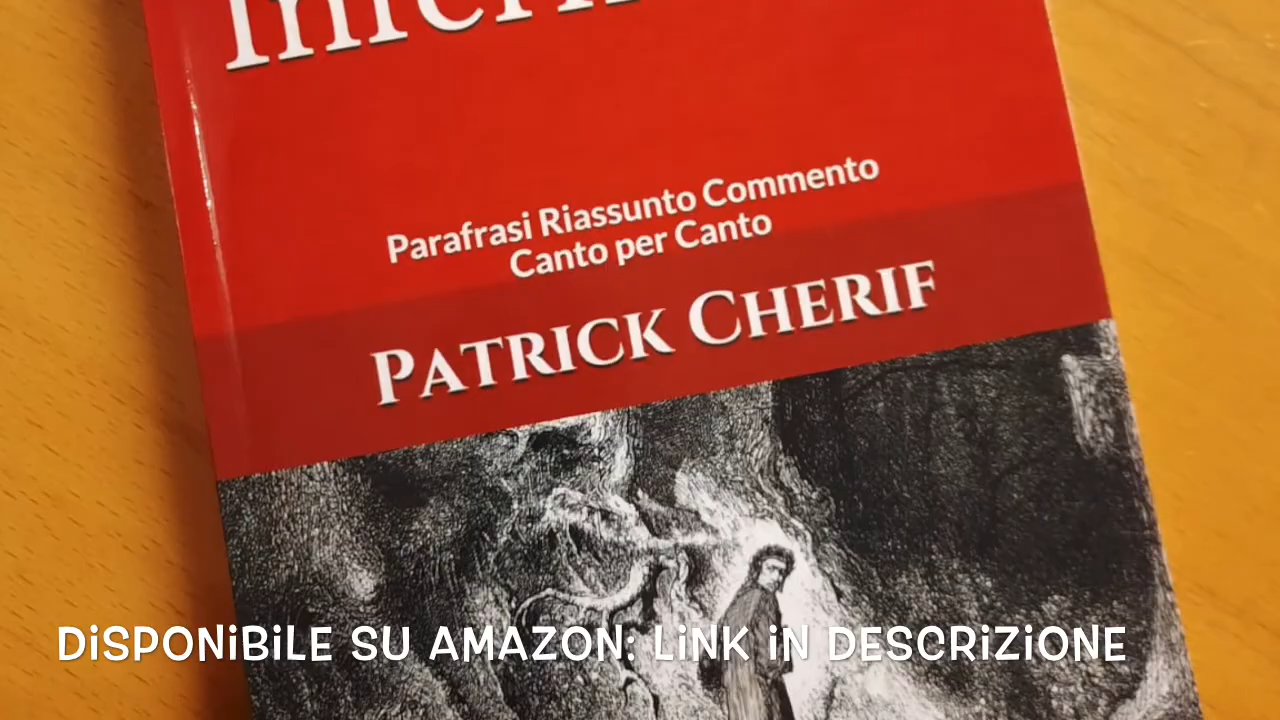 Parafrasi Riassunto Commento
Canto per Canto
PATRICK CHERIF
DiSPONiBiLE SU AMAZON: LiNK iN DESCRiZiONE